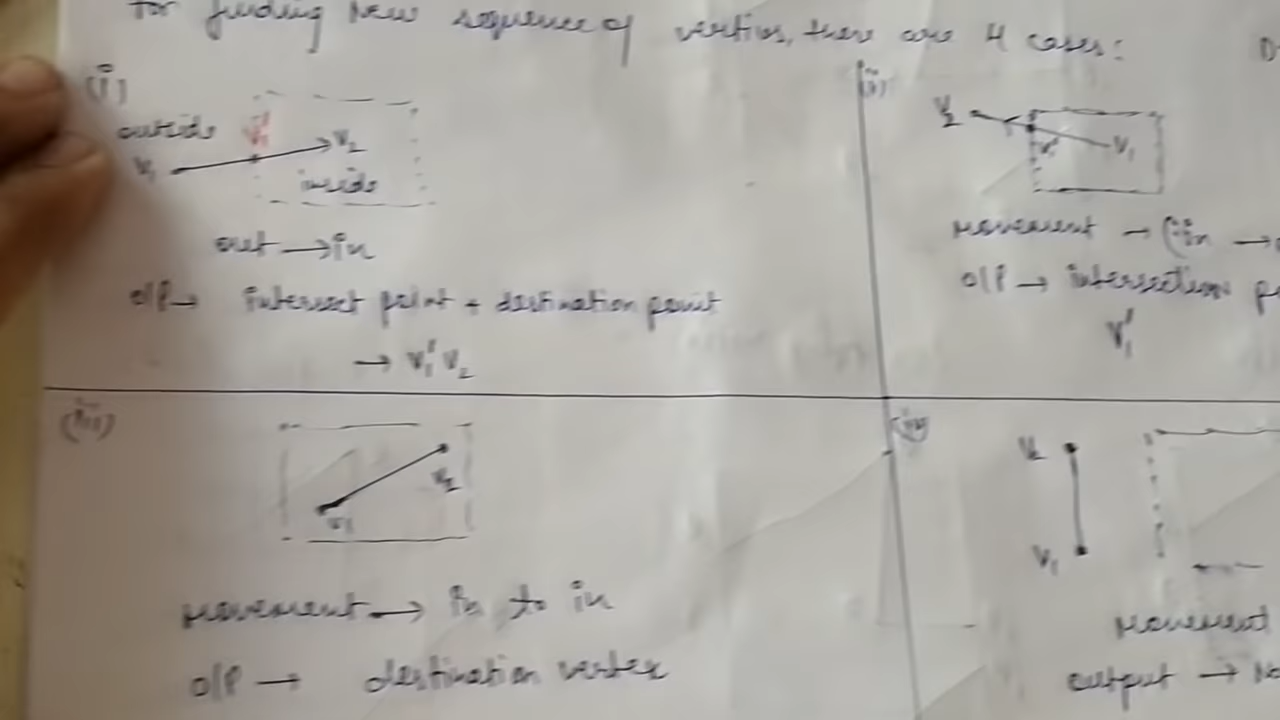 For finding New sequence of vertices, there are 4 cases:
(i)
outside V1' V2
V1 inside
out → in
o/p → intersect point + destination point
→ V1' V2
(ii)
V2 V1' V1
movement → (in →
o/p → intersection
V1'
(iii)
V2
V1
movement → in to in
o/p → destination vertex
(iv)
V2
V1
movement
output → No